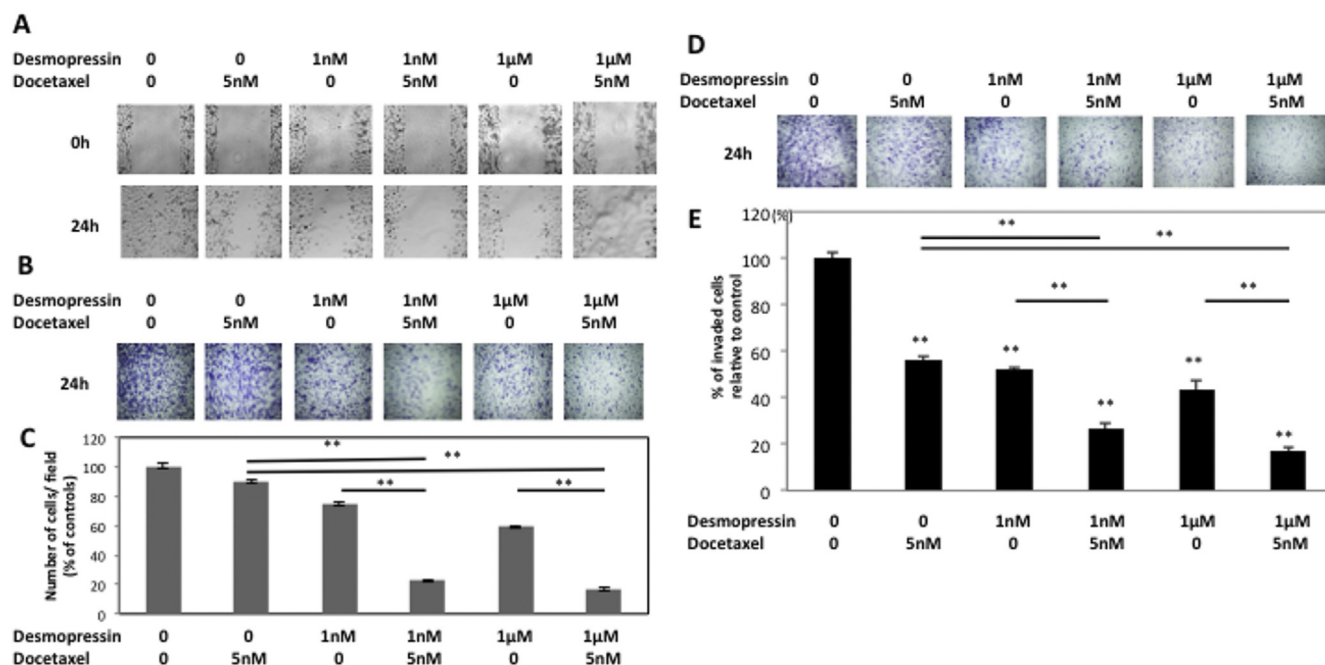 A
Desmopressin 0 0 1nM 1nM 1µM 1µM
Docetaxel 0 5nM 0 5nM 0 5nM
0h
24h
B
Desmopressin 0 0 1nM 1nM 1µM 1µM
Docetaxel 0 5nM 0 5nM 0 5nM
24h
C
Number of cells/ field
(% of controls)
120
100
80
60
40
20
0
**
**
**
**
Desmopressin 0 0 1nM 1nM 1µM 1µM
Docetaxel 0 5nM 0 5nM 0 5nM
D
Desmopressin 0 0 1nM 1nM 1µM 1µM
Docetaxel 0 5nM 0 5nM 0 5nM
24h
E
% of invaded cells
relative to control
120 (%)
100
80
60
40
20
0
**
**
**
**
**
**
**
**
**
Desmopressin 0 0 1nM 1nM 1µM 1µM
Docetaxel 0 5nM 0 5nM 0 5nM